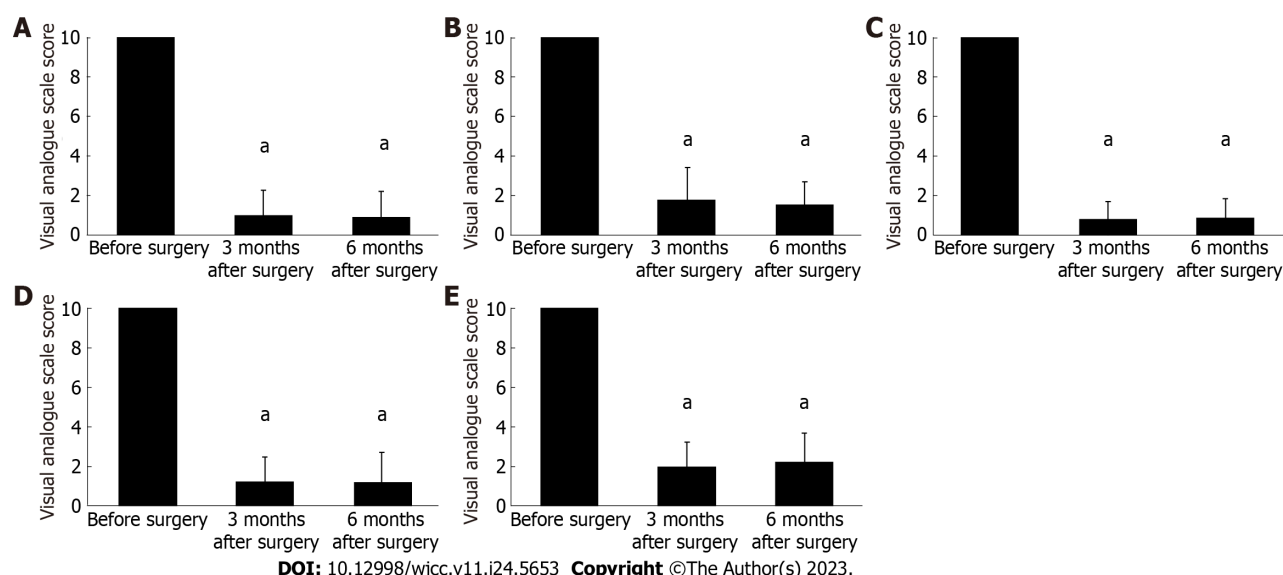 A
Visual analogue scale score
10
8
6
4
2
0
a
a
Before surgery
3 months
after surgery
6 months
after surgery
B
Visual analogue scale score
10
8
6
4
2
0
a
a
Before surgery
3 months
after surgery
6 months
after surgery
C
Visual analogue scale score
10
8
6
4
2
0
a
a
Before surgery
3 months
after surgery
6 months
after surgery
D
Visual analogue scale score
10
8
6
4
2
0
a
a
Before surgery
3 months
after surgery
6 months
after surgery
E
Visual analogue scale score
10
8
6
4
2
0
a
a
Before surgery
3 months
after surgery
6 months
after surgery
DOI: 10.12998/wjcc.v11.i24.5653 Copyright ©The Author(s) 2023.